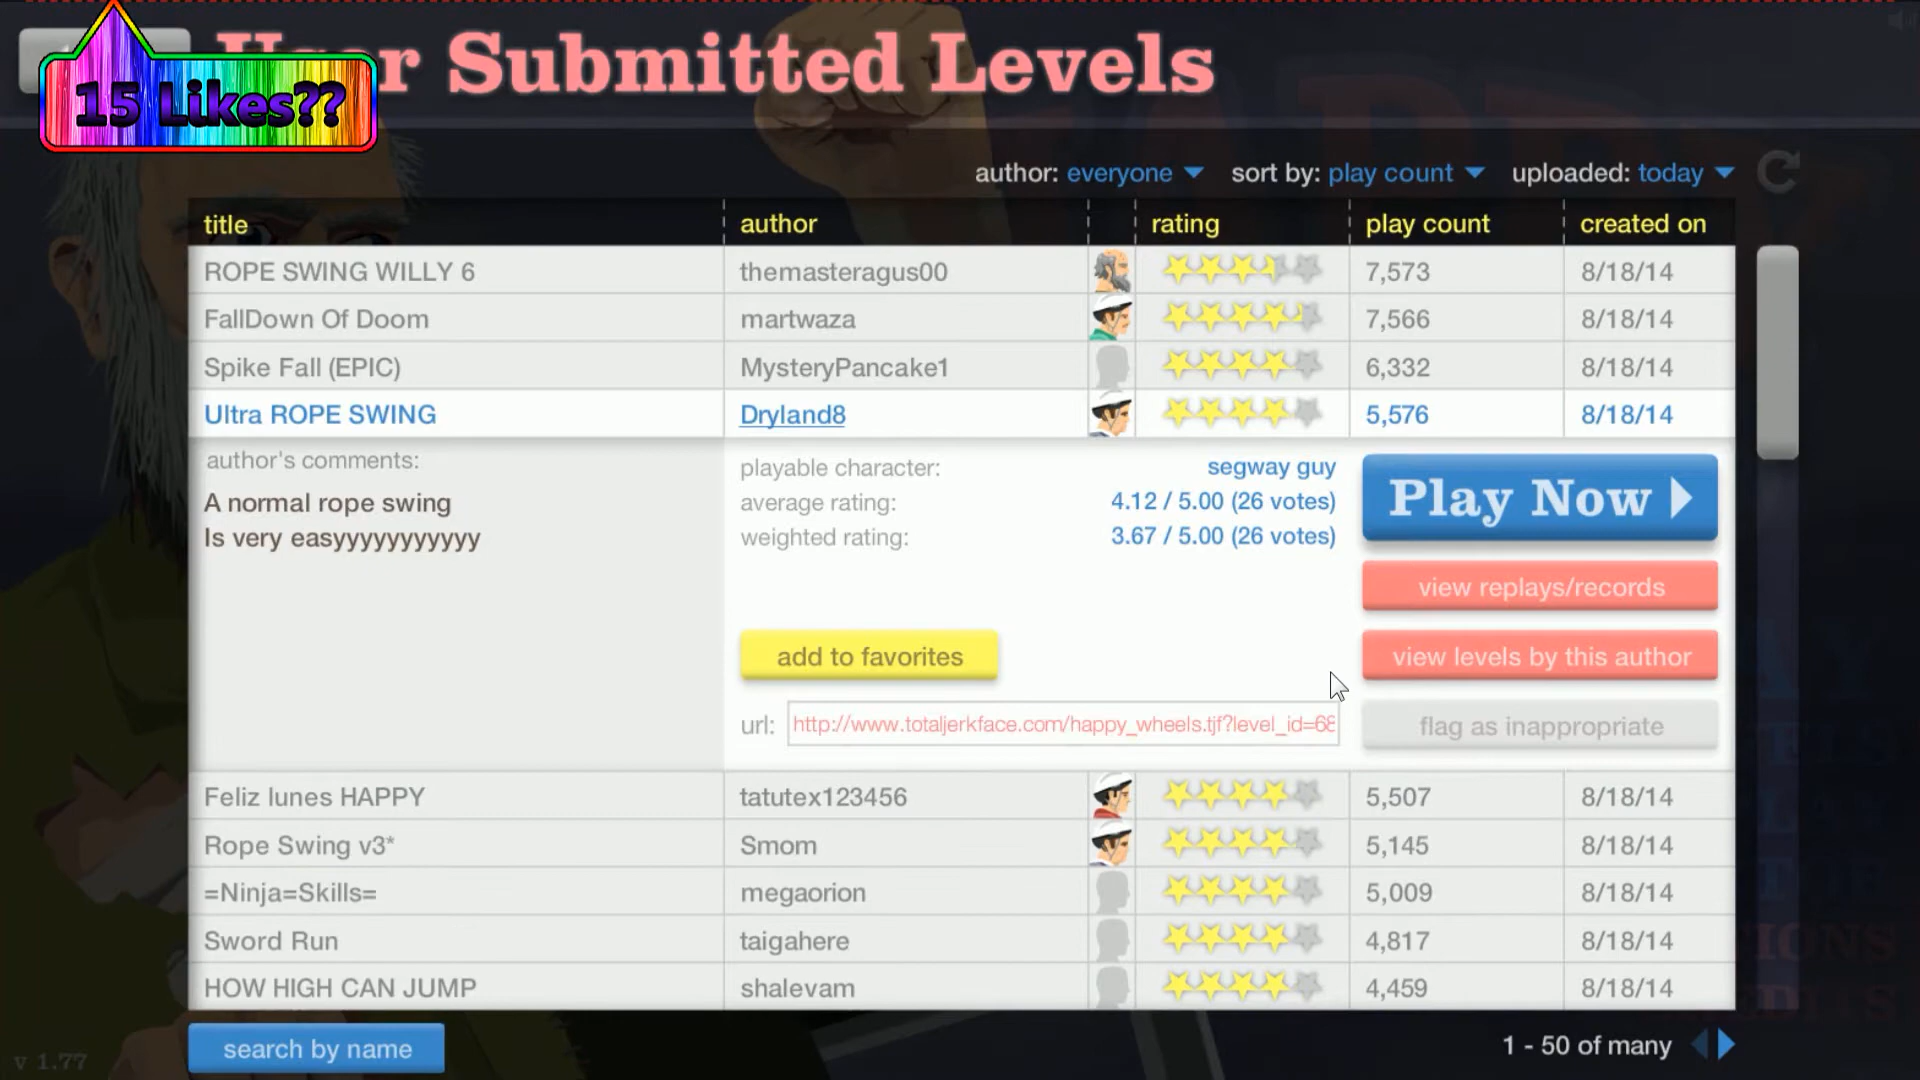 15 Likes??
User Submitted Levels
author: everyone sort by: play count uploaded: today
title author rating play count created on
ROPE SWING WILLY 6 themasteragus00 7,573 8/18/14
FallDown Of Doom martwaza 7,566 8/18/14
Spike Fall (EPIC) MysteryPancake1 6,332 8/18/14
Ultra ROPE SWING Dryland8 5,576 8/18/14
author's comments:
A normal rope swing
Is very easyyyyyyyyyyy
playable character: segway guy
average rating: 4.12 / 5.00 (26 votes)
weighted rating: 3.67 / 5.00 (26 votes)
add to favorites
url: http://www.totaljerkface.com/happy_wheels.tjf?level_id=68
Play Now
view replays/records
view levels by this author
flag as inappropriate
Feliz lunes HAPPY tatutex123456 5,507 8/18/14
Rope Swing v3* Smom 5,145 8/18/14
=Ninja=Skills= megaorion 5,009 8/18/14
Sword Run taigahere 4,817 8/18/14
HOW HIGH CAN JUMP shalevam 4,459 8/18/14
search by name
1 - 50 of many
v 1.77